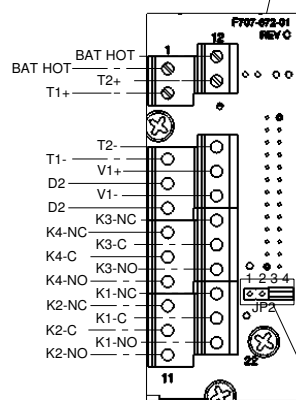 F707-672-01
REV C
BAT HOT
1
12
BAT HOT
T2+
T1+
T2-
T1-
V1+
D2
V1-
D2
K3-NC
K4-NC
K3-C
K4-C
K3-NO
K4-NO
K1-NC
1 2 3 4
K2-NC
JP2
K1-C
K2-C
K1-NO
K2-NO
11
22